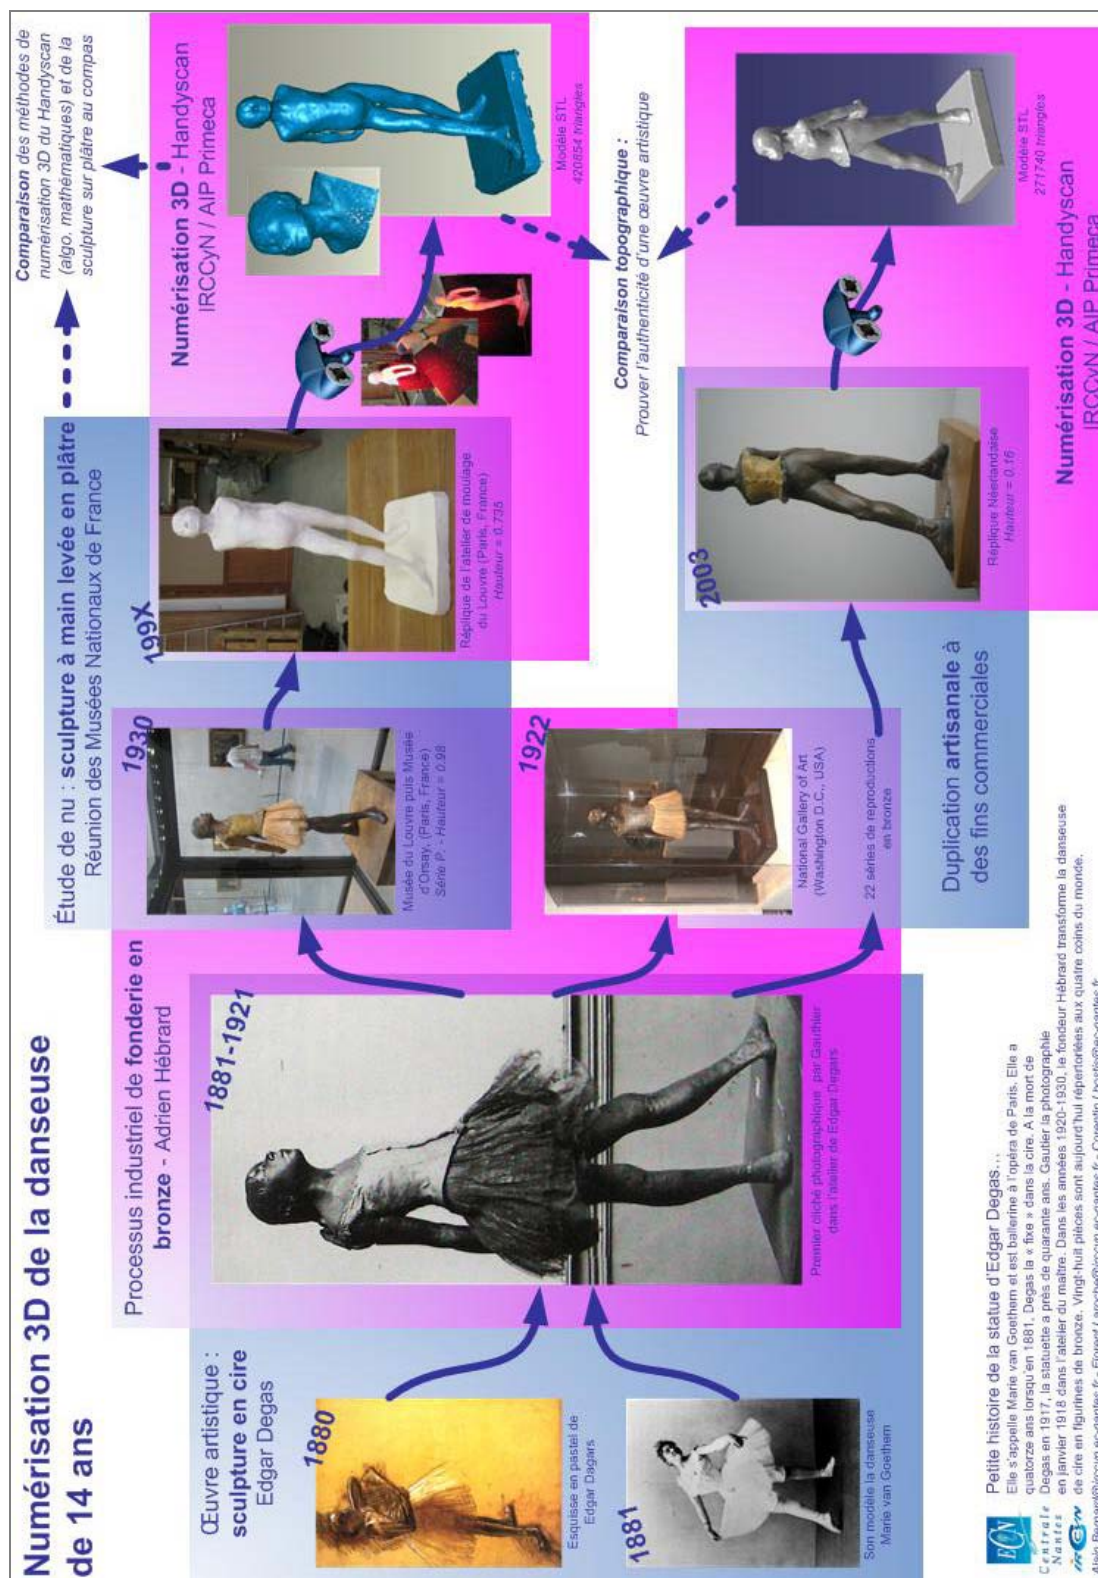 Numérisation 3D de la danseuse
de 14 ans
Œuvre artistique :
sculpture en cire
Edgar Degas
1880
Esquisse en pastel de
Edgar Dagars
1881
Son modèle la danseuse
Marie van Goethem
Processus industriel de fonderie en
bronze - Adrien Hébrard
1881-1921
Premier cliché photographique par Gauthier
dans l'atelier de Edgar Degars
Étude de nu : sculpture à main levée en plâtre
Réunion des Musées Nationaux de France
1930
Musée du Louvre puis Musée
d'Orsay, (Paris, France)
Série P. - Hauteur = 0.98
1922
National Gallery of Art
(Washington D.C., USA)
22 séries de reproductions
en bronze
199X
Réplique de l'atelier de moulage
du Louvre (Paris, France)
Hauteur = 0.735
Duplication artisanale à
des fins commerciales
2003
Réplique Néerlandaise
Hauteur = 0.16
Comparaison des méthodes de
numérisation 3D du Handyscan
(algo. mathématiques) et de la
sculpture sur plâtre au compas
Numérisation 3D - Handyscan
IRCCyN / AIP Primeca
Modèle STL
420854 triangles
Comparaison topographique :
Prouver l'authenticité d'une œuvre artistique
Modèle STL
271740 triangles
Numérisation 3D - Handyscan
IRCCyN / AIP Primeca
ECN
Centrale
Nantes
Petite histoire de la statue d'Edgar Degas…
Elle s'appelle Marie van Goethem et est ballerine à l'opéra de Paris. Elle a
quatorze ans lorsqu'en 1881, Degas la « fixe » dans la cire. A la mort de
Degas en 1917, la statuette a près de quarante ans. Gautier la photographie
en janvier 1918 dans l'atelier du maître. Dans les années 1920-1930, le fondeur Hébrard transforme la danseuse
de cire en figurines de bronze. Vingt-huit pièces sont aujourd'hui répertoriées aux quatre coins du monde.